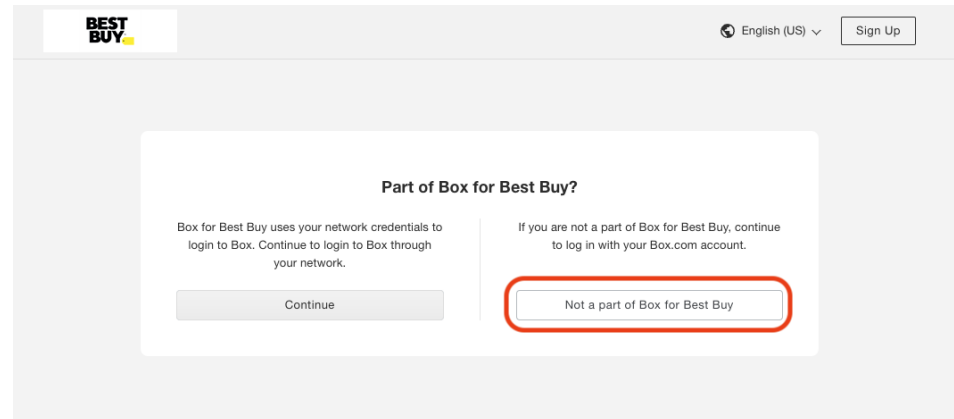 BEST
BUY
English (US)
Sign Up
Part of Box for Best Buy?
Box for Best Buy uses your network credentials to
login to Box. Continue to login to Box through
your network.
Continue
If you are not a part of Box for Best Buy, continue
to log in with your Box.com account.
Not a part of Box for Best Buy